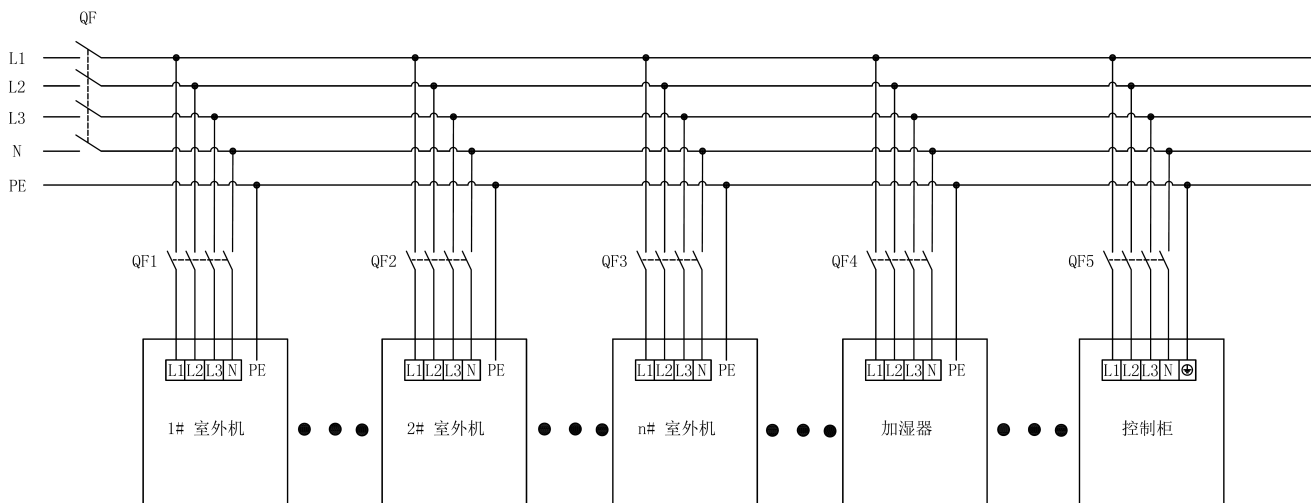 QF
L1
L2
L3
N
PE
QF1
QF2
QF3
QF4
QF5
L1 L2 L3 N PE
L1 L2 L3 N PE
L1 L2 L3 N PE
L1 L2 L3 N PE
L1 L2 L3 N
1# 室外机
2# 室外机
n# 室外机
加湿器
控制柜